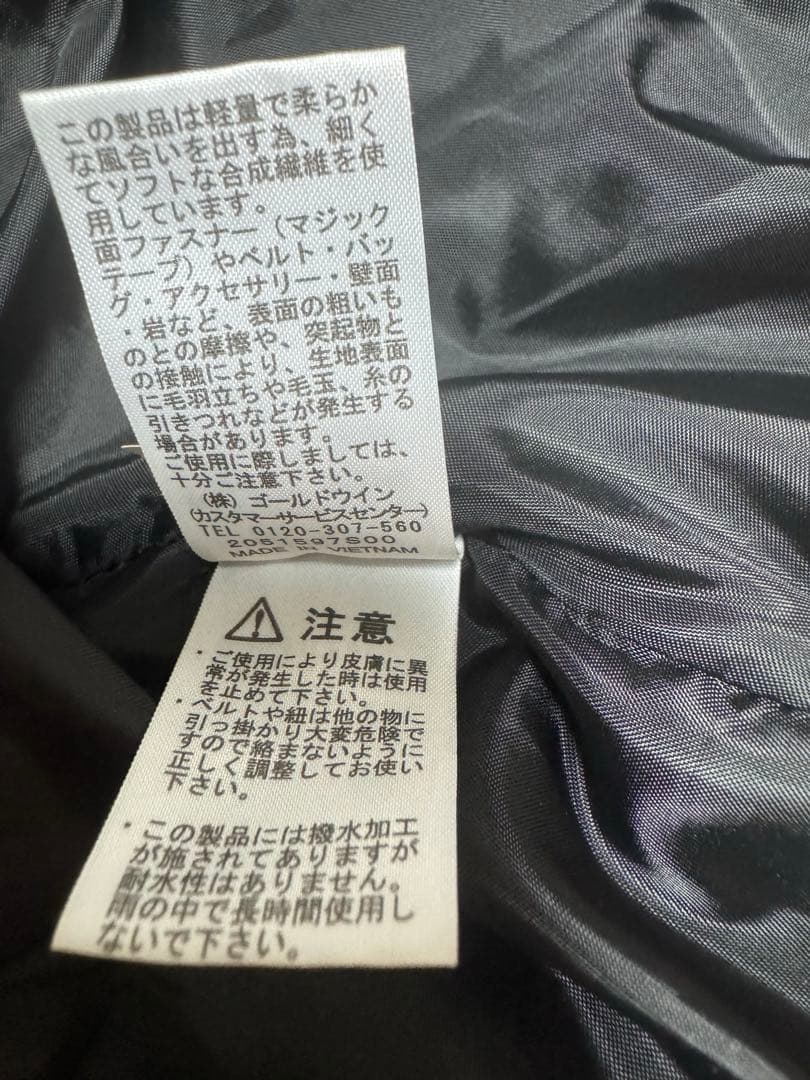 この製品は軽量で柔らか
な風合いを出す為、細く
てソフトな合成繊維を使
用しています。
面ファスナー(マジック
テープ)やベルト・バッ
グ・アクセサリー・壁面
・岩など、表面の粗いも
のとの摩擦や、突起物と
の接触により、生地表面
に毛羽立ちや毛玉、糸の
引きつれなどが発生する
場合があります。
ご使用に際しましては、
十分ご注意下さい。
(株)ゴールドウイン
(カスタマーサービスセンター)
TEL 0120-307-560
2051597S00
MADE IN VIETNAM
注意
・ご使用により皮膚に異
常が発生した時は使用
を止めて下さい。
・ベルトや紐は他の物に
引っ掛かり大変危険で
すので絡まないように
正しく調整してお使い
下さい。
・この製品には撥水加工
が施されてありますが
耐水性はありません。
雨の中で長時間使用し
ないで下さい。